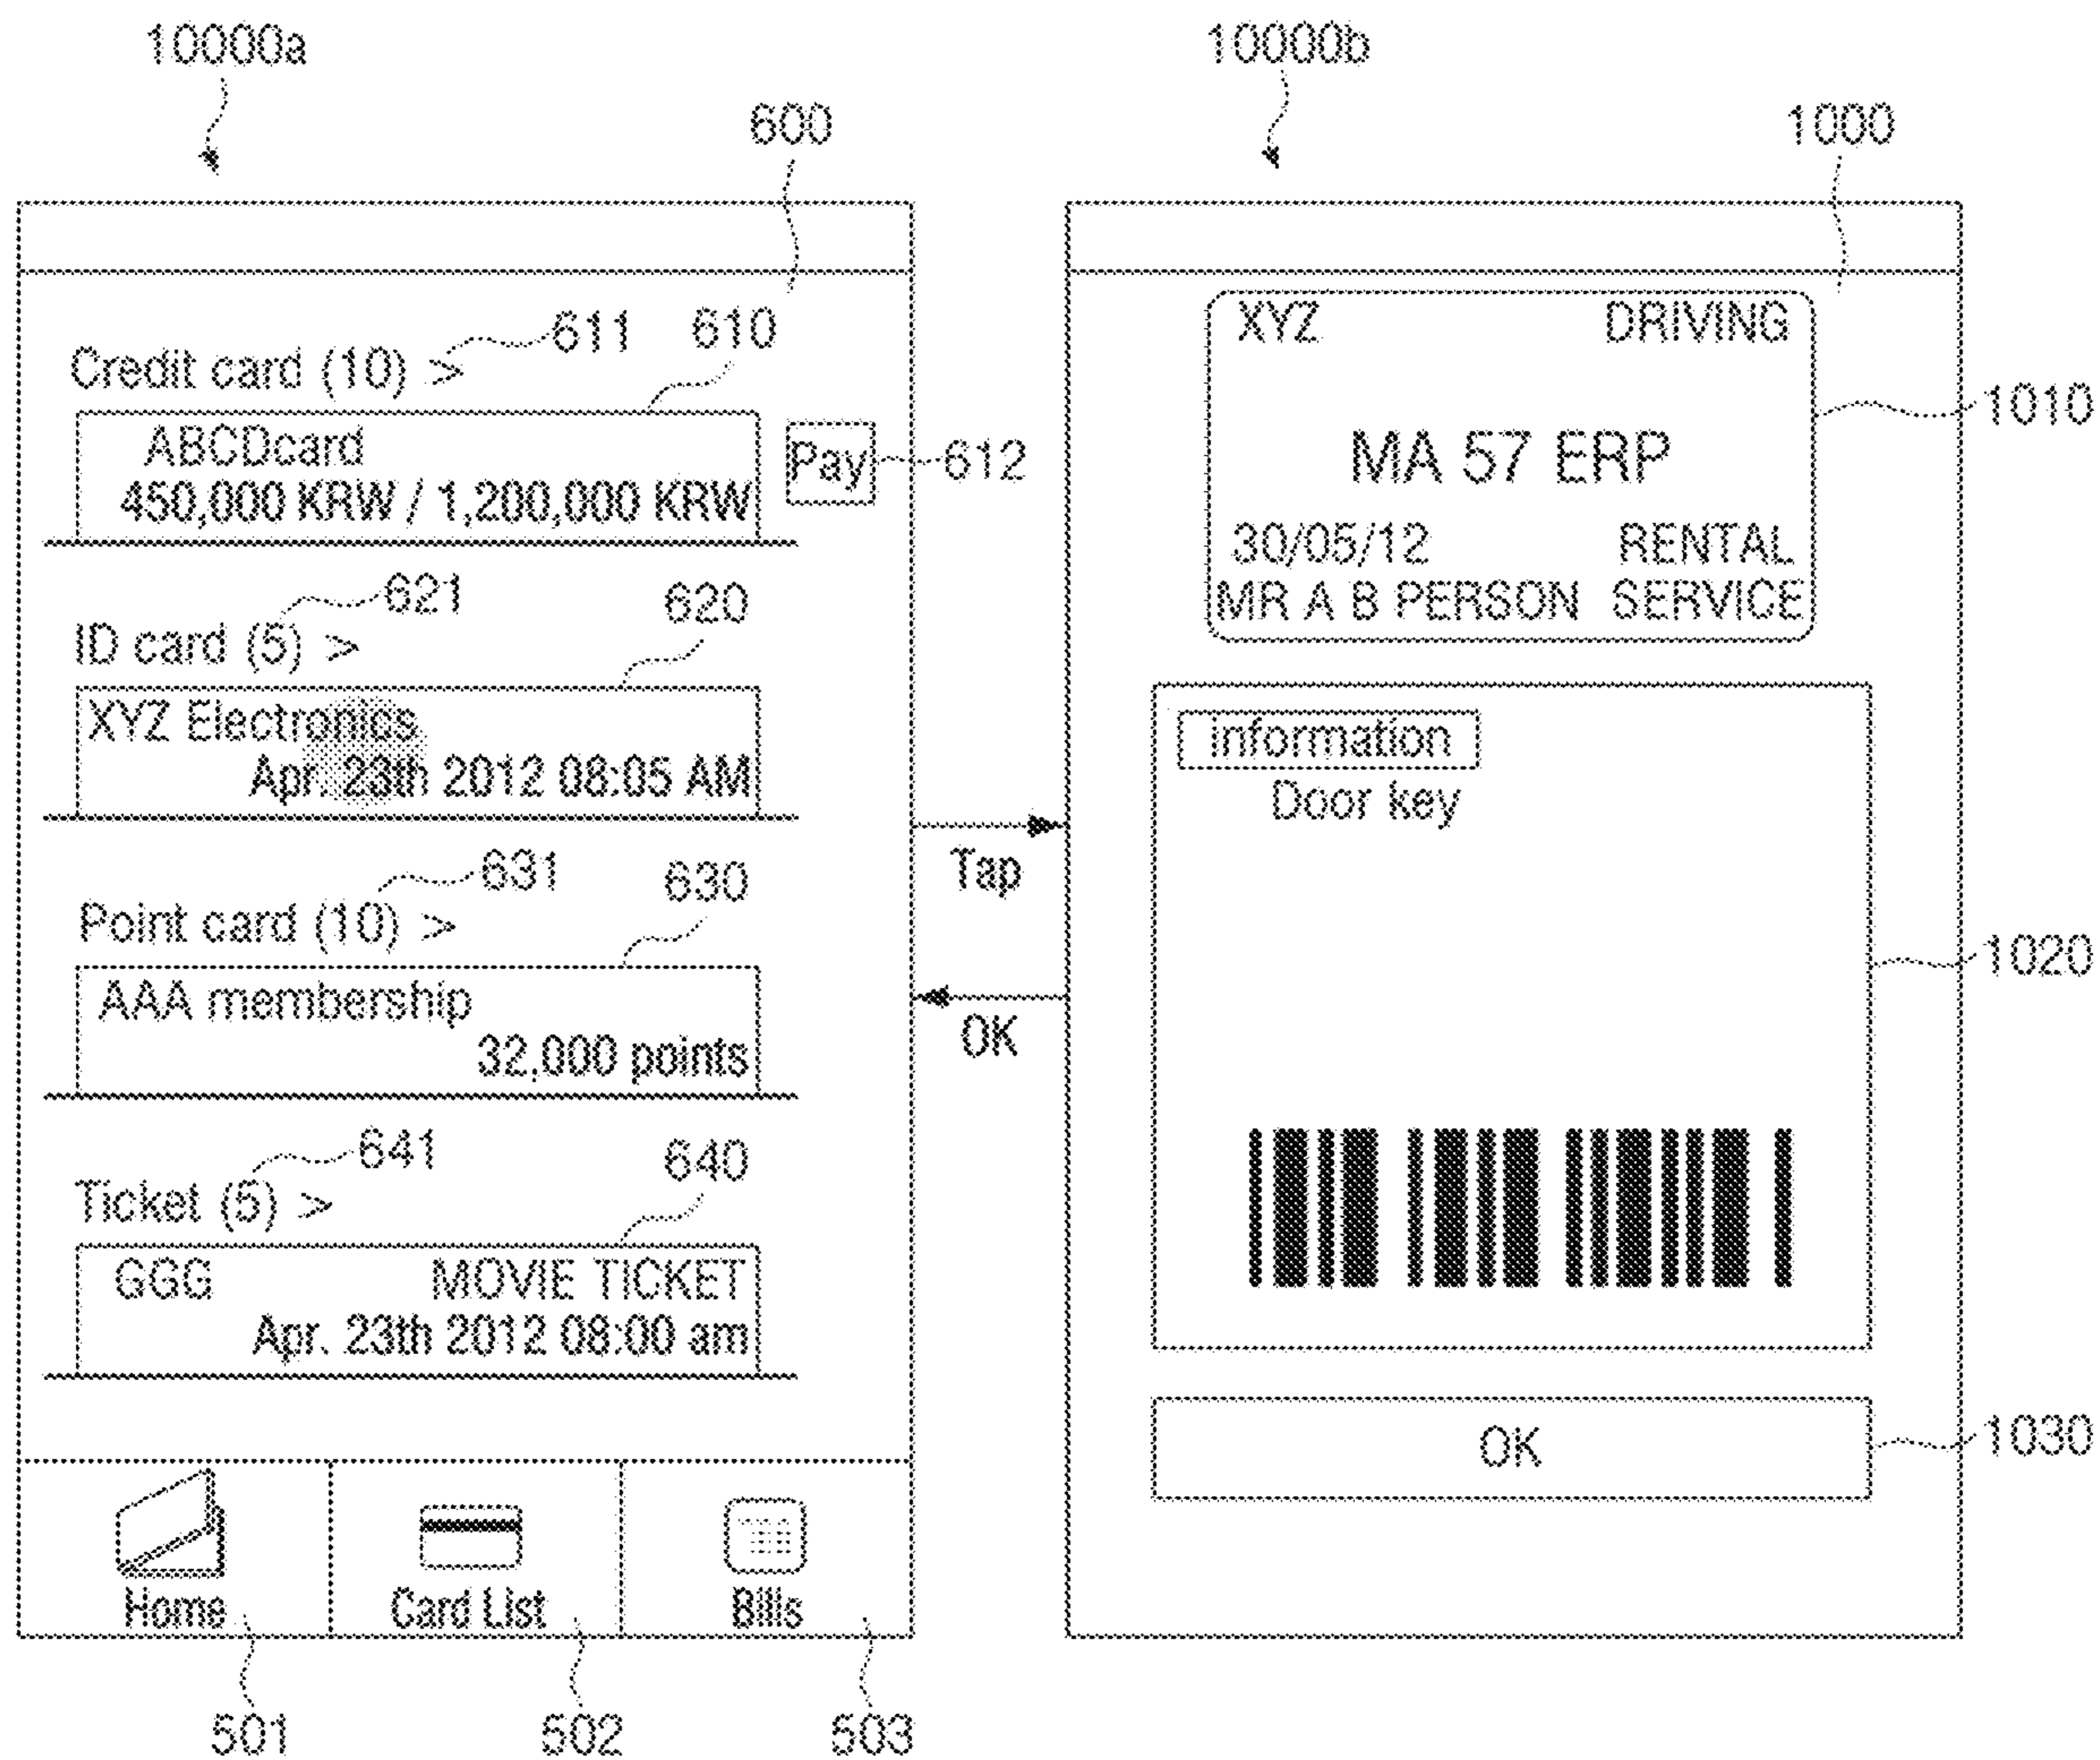 10000a
600
Credit card (10) > 611
610
ABCDcard
450,000 KRW / 1,200,000 KRW
Pay 612
ID card (5) > 621
620
XYZ Electronics
Apr. 23th 2012 08:05 AM
Point card (10) > 631
630
AAA membership
32,000 points
Ticket (5) > 641
640
GGG MOVIE TICKET
Apr. 23th 2012 08:00 am
Home
Card List
Bills
501
502
503
Tap
OK
10000b
1000
XYZ DRIVING
MA 57 ERP
30/05/12 RENTAL
MR A B PERSON SERVICE
1010
information
Door key
1020
OK
1030